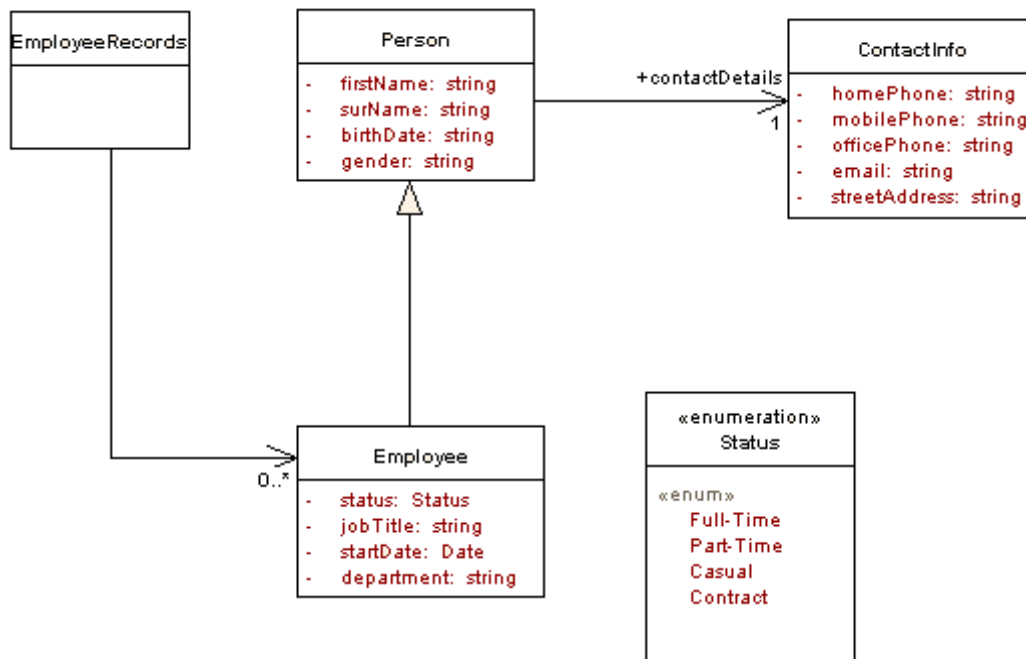 EmployeeRecords
Person
- firstName: string
- surName: string
- birthDate: string
- gender: string
+contactDetails
1
ContactInfo
- homePhone: string
- mobilePhone: string
- officePhone: string
- email: string
- streetAddress: string
0..*
Employee
- status: Status
- jobTitle: string
- startDate: Date
- department: string
«enumeration»
Status
«enum»
Full-Time
Part-Time
Casual
Contract